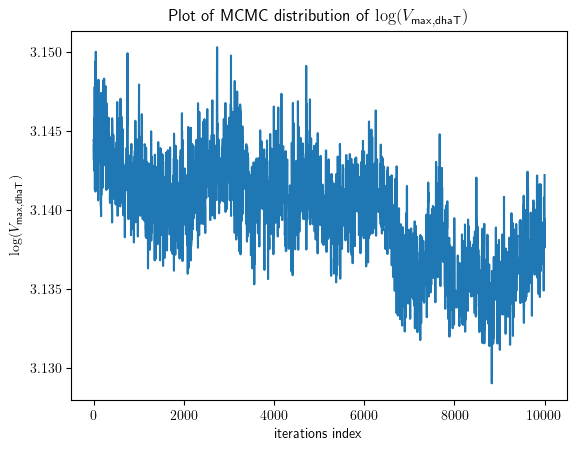 Plot of MCMC distribution of log(V_max,dhaT)
3.150
3.145
3.140
3.135
3.130
log(V_max,dhaT)
0 2000 4000 6000 8000 10000
iterations index